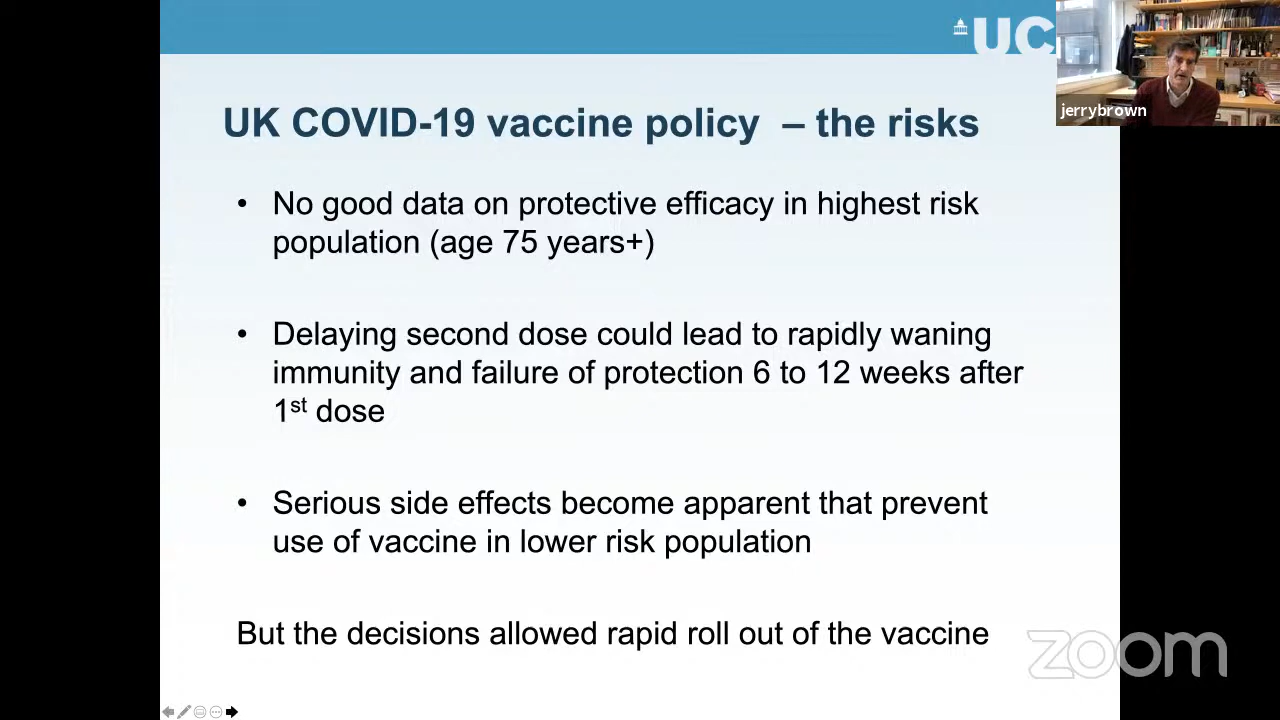 UC
jerrybrown
UK COVID-19 vaccine policy – the risks
• No good data on protective efficacy in highest risk
population (age 75 years+)
• Delaying second dose could lead to rapidly waning
immunity and failure of protection 6 to 12 weeks after
1st dose
• Serious side effects become apparent that prevent
use of vaccine in lower risk population
But the decisions allowed rapid roll out of the vaccine
zoom